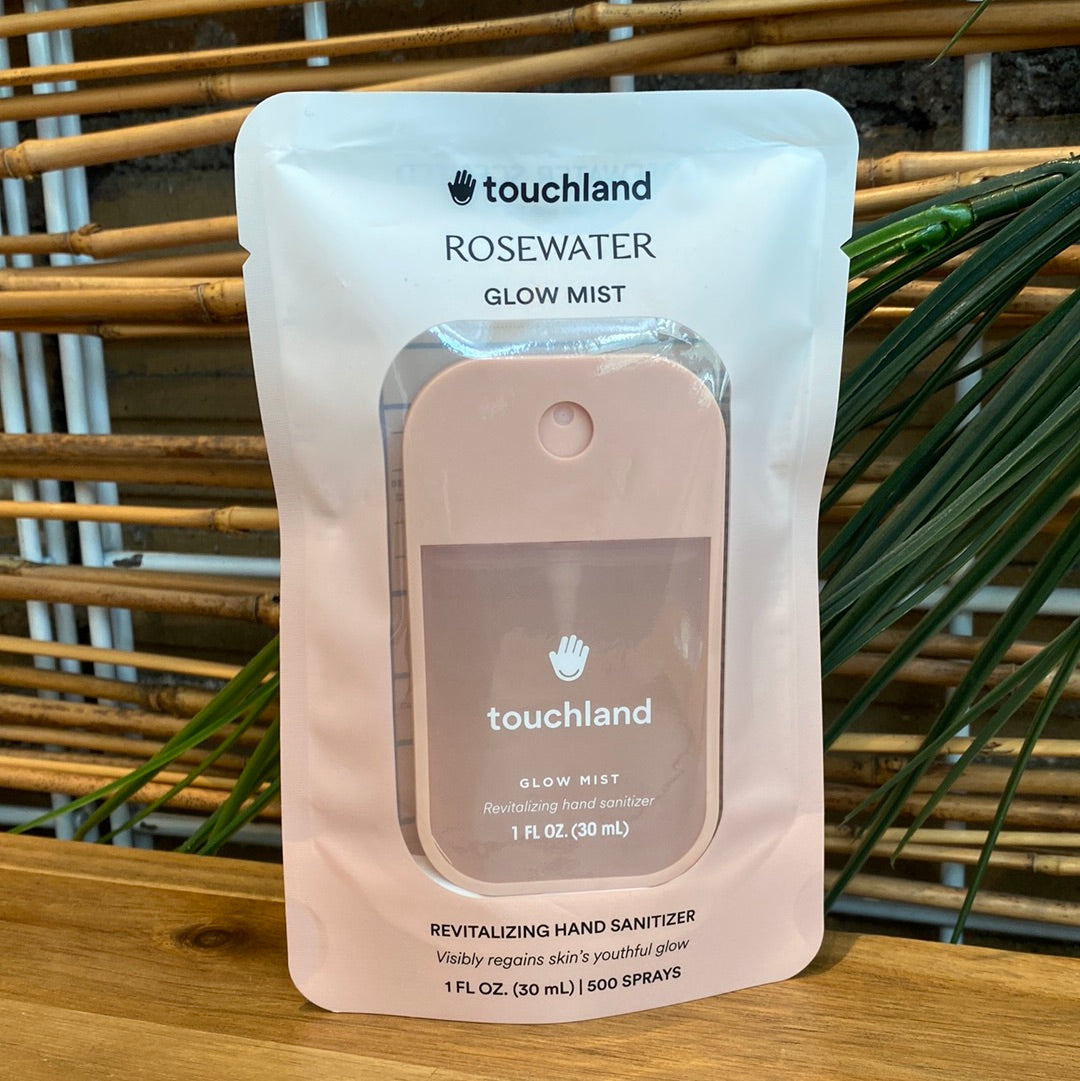 touchland
ROSEWATER
GLOW MIST
touchland
GLOW MIST
Revitalizing hand sanitizer
1 FL OZ. (30 mL)
REVITALIZING HAND SANITIZER
Visibly regains skin's youthful glow
1 FL OZ. (30 mL) | 500 SPRAYS